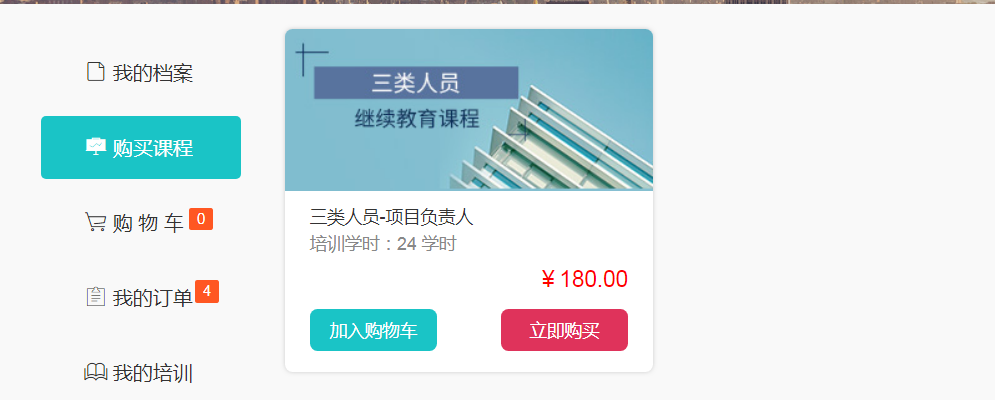 我的档案
购买课程
购 物 车 0
我的订单 4
我的培训
三类人员
继续教育课程
三类人员-项目负责人
培训学时：24 学时
¥ 180.00
加入购物车
立即购买